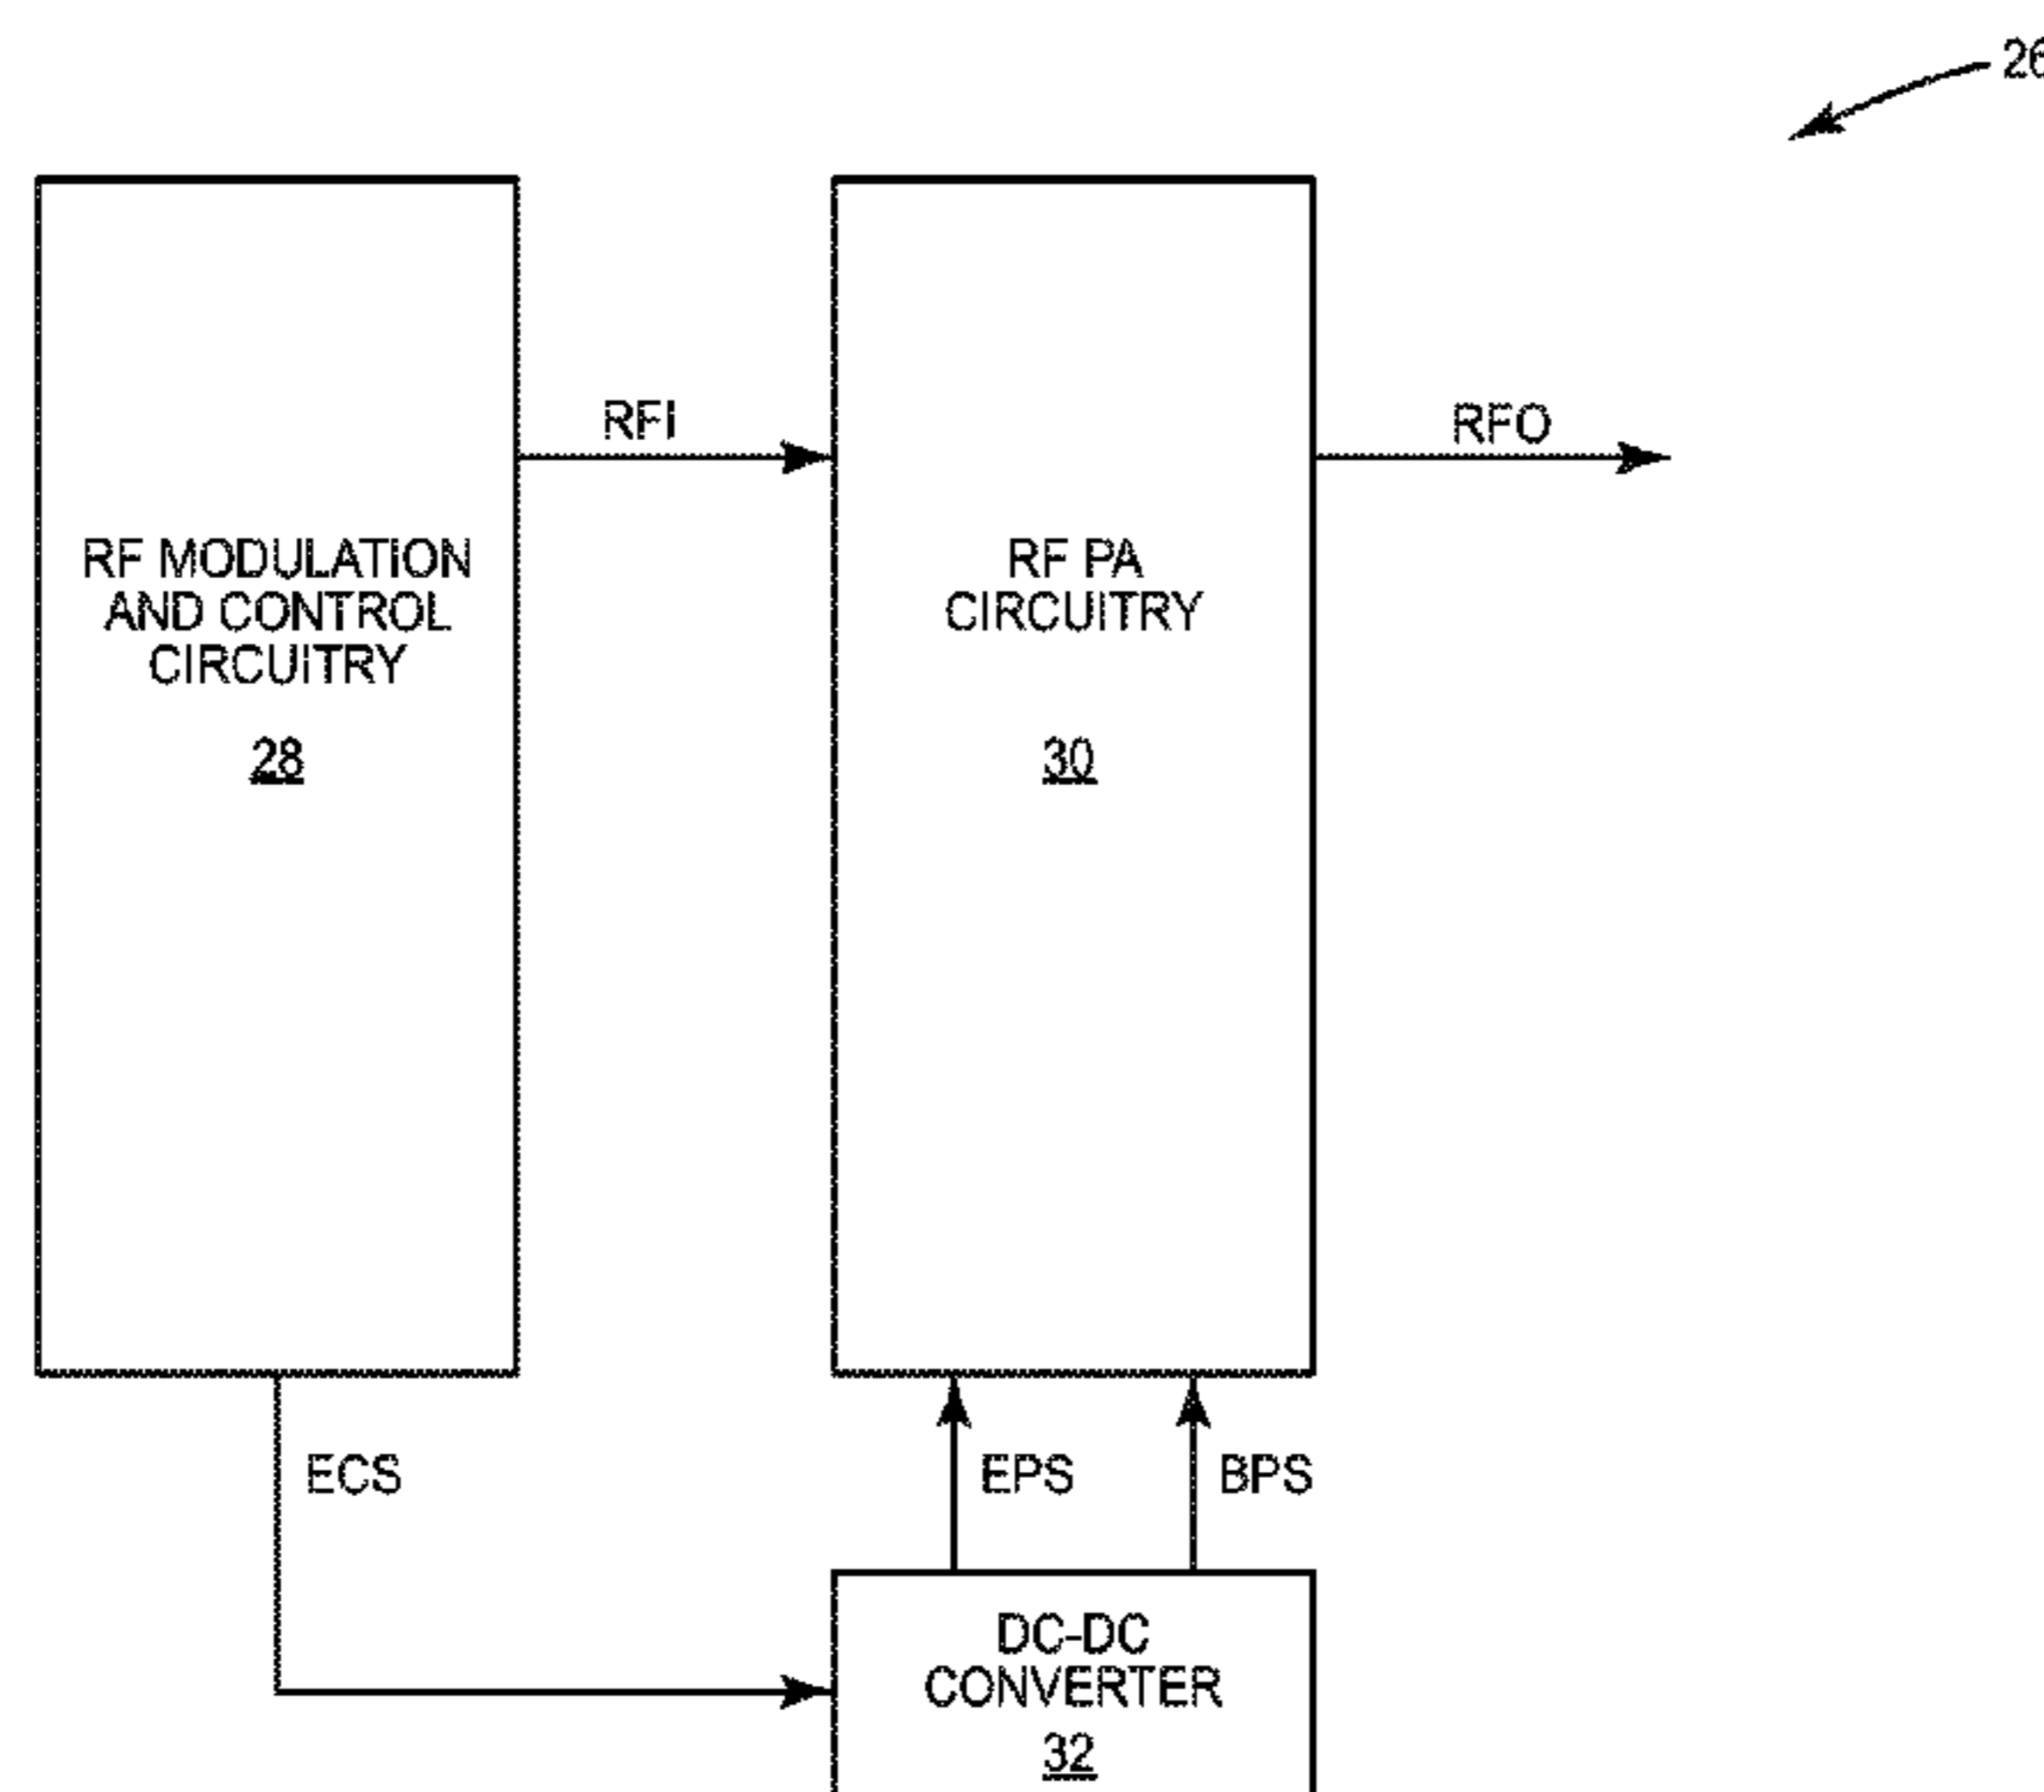 26
RFI
RFO
RF MODULATION
AND CONTROL
CIRCUITRY
28
RF PA
CIRCUITRY
30
ECS
EPS
BPS
DC-DC
CONVERTER
32